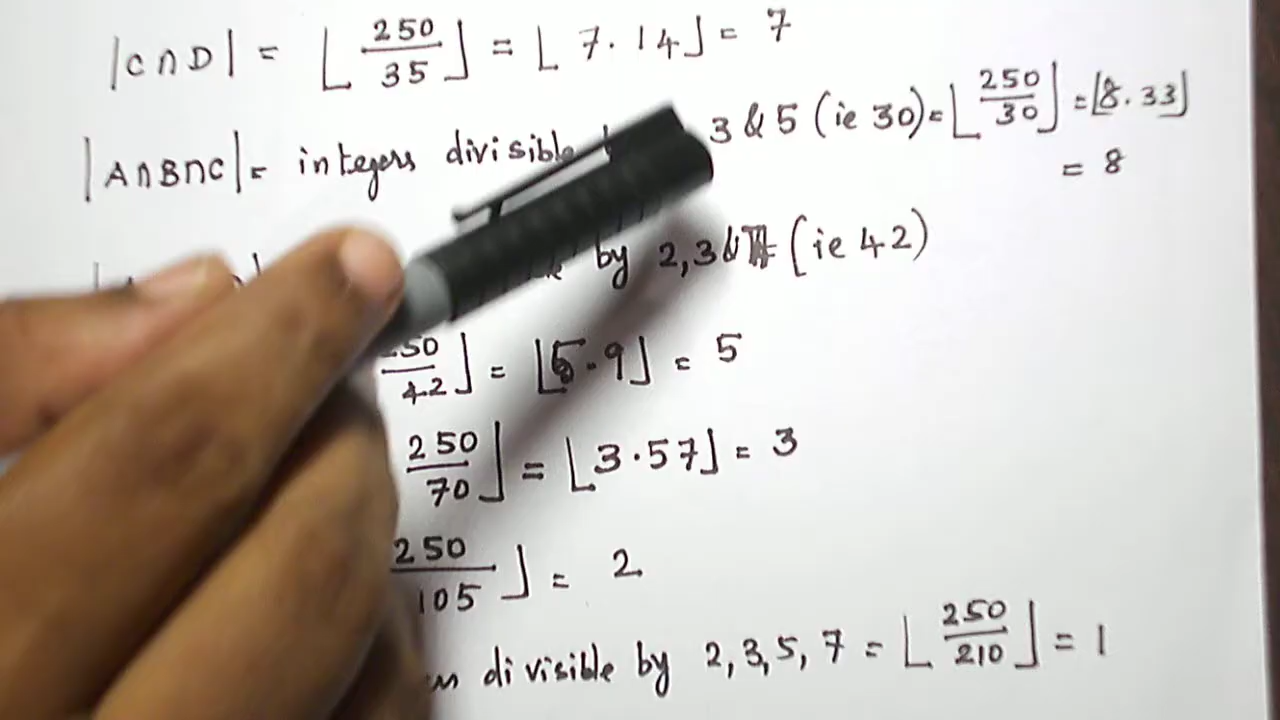 |C∩D| = ⌊250/35⌋ = ⌊7.14⌋ = 7
|A∩B∩C| = integers divisible 3 & 5 (ie 30) = ⌊250/30⌋ = ⌊8.33⌋
= 8
by 2, 3 & 7 (ie 42)
250/42⌋ = ⌊5.9⌋ = 5
250/70⌋ = ⌊3.57⌋ = 3
250/105⌋ = 2
divisible by 2, 3, 5, 7 = ⌊250/210⌋ = 1